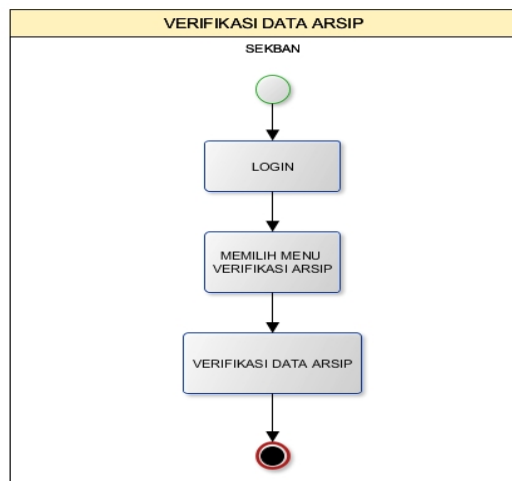 VERIFIKASI DATA ARSIP
SEKBAN
LOGIN
MEMILIH MENU
VERIFIKASI ARSIP
VERIFIKASI DATA ARSIP